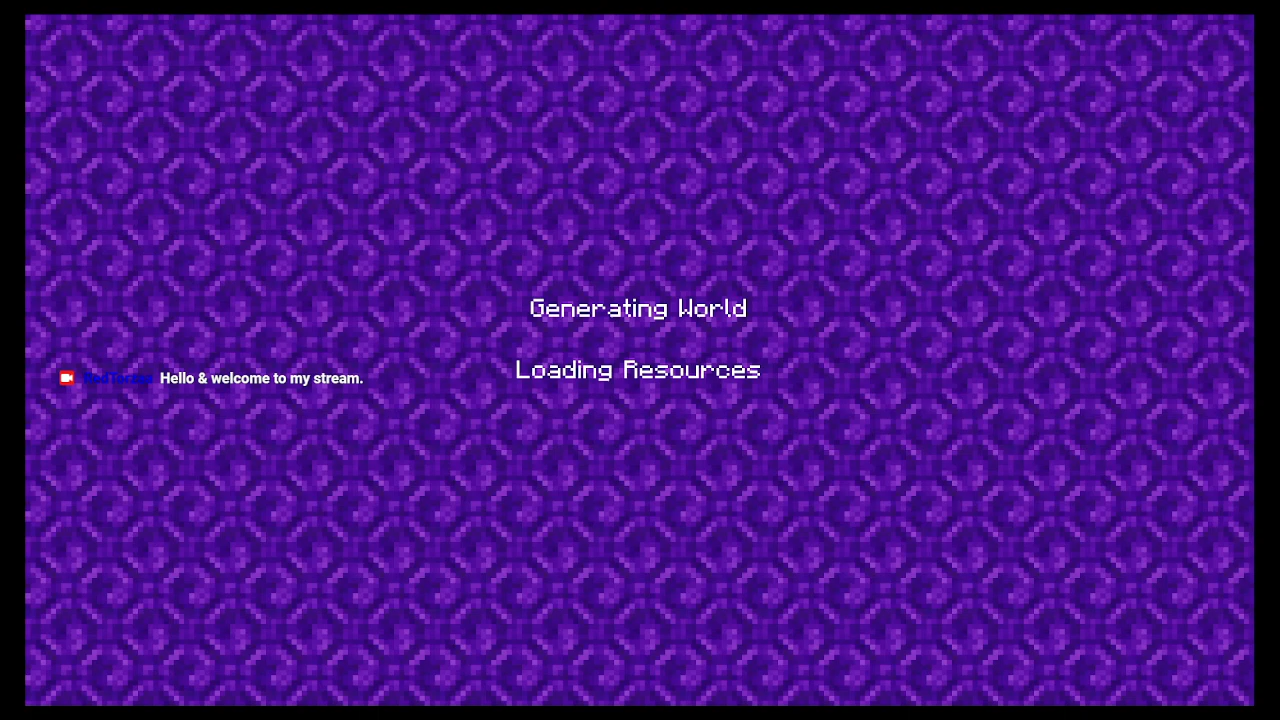 Generating World
Loading Resources
Hello & welcome to my stream.